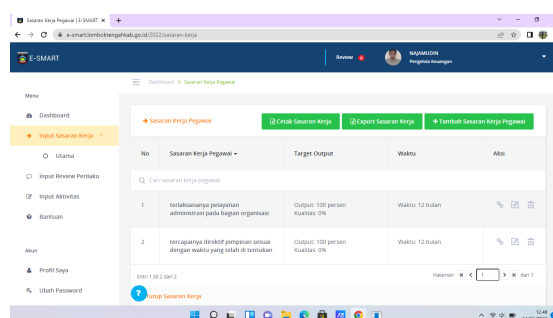 Sasaran Kerja Pegawai | E-SMART
e-smart.lomboktengahkab.go.id/2022/sasaran-kerja
E-SMART
Review
NAJAMUDIN
Pengelola Keuangan
Dashboard > Sasaran Kerja Pegawai
Menu
Dashboard
Input Sasaran Kerja
Utama
Input Review Perilaku
Input Aktivitas
Bantuan
Akun
Profil Saya
Ubah Password
Sasaran Kerja Pegawai
Cetak Sasaran Kerja
Export Sasaran Kerja
+ Tambah Sasaran Kerja Pegawai
No Sasaran Kerja Pegawai Target Output Waktu Aksi
Cari sasaran kerja pegawai
1 terlaksananya pelayanan administrasi pada bagian organisasi Output: 100 persen Kualitas: 0% Waktu: 12 bulan
2 tercapainya direktif pmpinan sesuai dengan waktu yang telah di tentukan Output: 100 persen Kualitas: 0% Waktu: 12 bulan
Entri 1 sd 2 dari 2
Halaman 1 dari 1
Tutup Sasaran Kerja
12.48